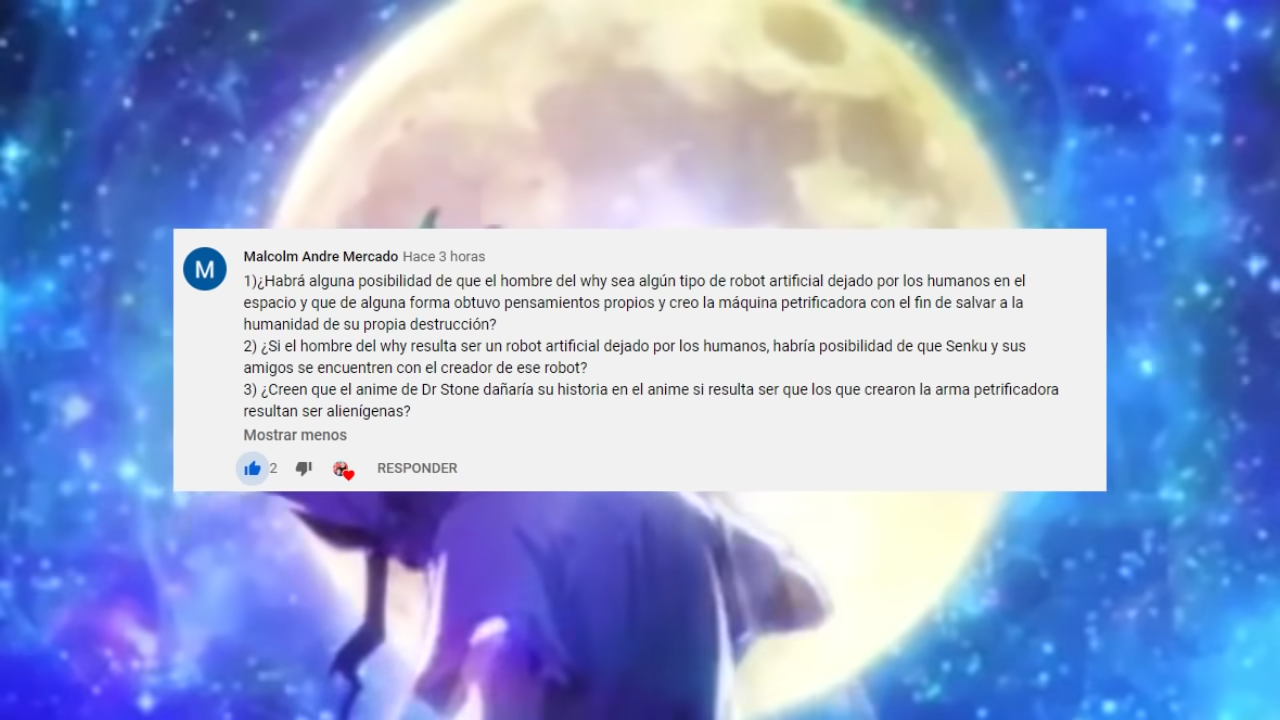 M
Malcolm Andre Mercado Hace 3 horas
1)¿Habrá alguna posibilidad de que el hombre del why sea algún tipo de robot artificial dejado por los humanos en el
espacio y que de alguna forma obtuvo pensamientos propios y creo la máquina petrificadora con el fin de salvar a la
humanidad de su propia destrucción?
2) ¿Si el hombre del why resulta ser un robot artificial dejado por los humanos, habría posibilidad de que Senku y sus
amigos se encuentren con el creador de ese robot?
3) ¿Creen que el anime de Dr Stone dañaría su historia en el anime si resulta ser que los que crearon la arma petrificadora
resultan ser alienígenas?
Mostrar menos
2 RESPONDER